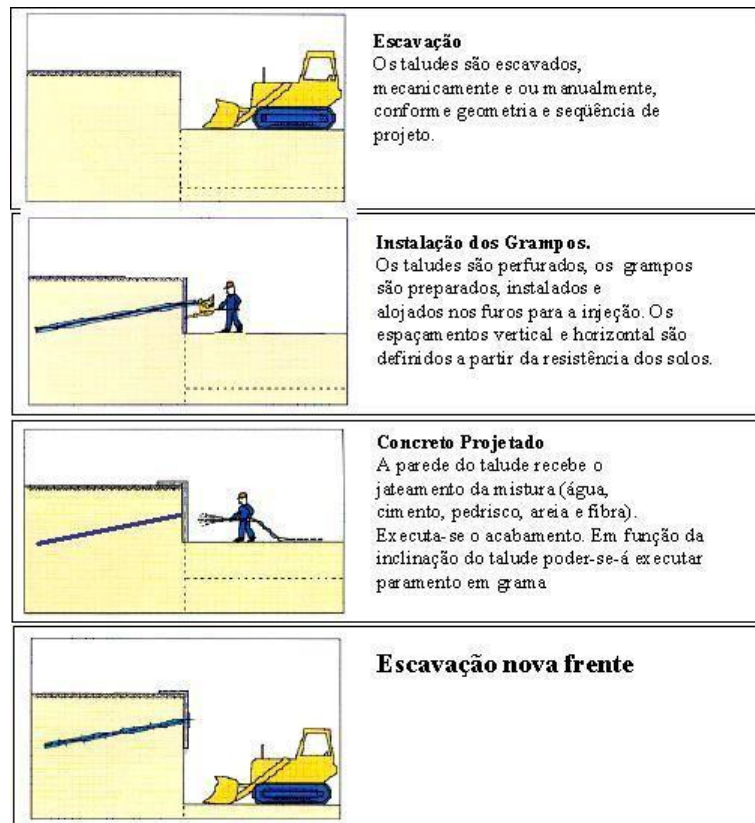 Escavação
Os taludes são escavados,
mecanicamente e ou manualmente,
conforme geometria e seqüência de
projeto.
Instalação dos Grampos.
Os taludes são perfurados, os grampos
são preparados, instalados e
alojados nos furos para a injeção. Os
espaçamentos vertical e horizontal são
definidos a partir da resistência dos solos.
Concreto Projetado
A parede do talude recebe o
jateamento da mistura (água,
cimento, pedrisco, areia e fibra).
Executa-se o acabamento. Em função da
inclinação do talude poder-se-á executar
paramento em grama
Escavação nova frente